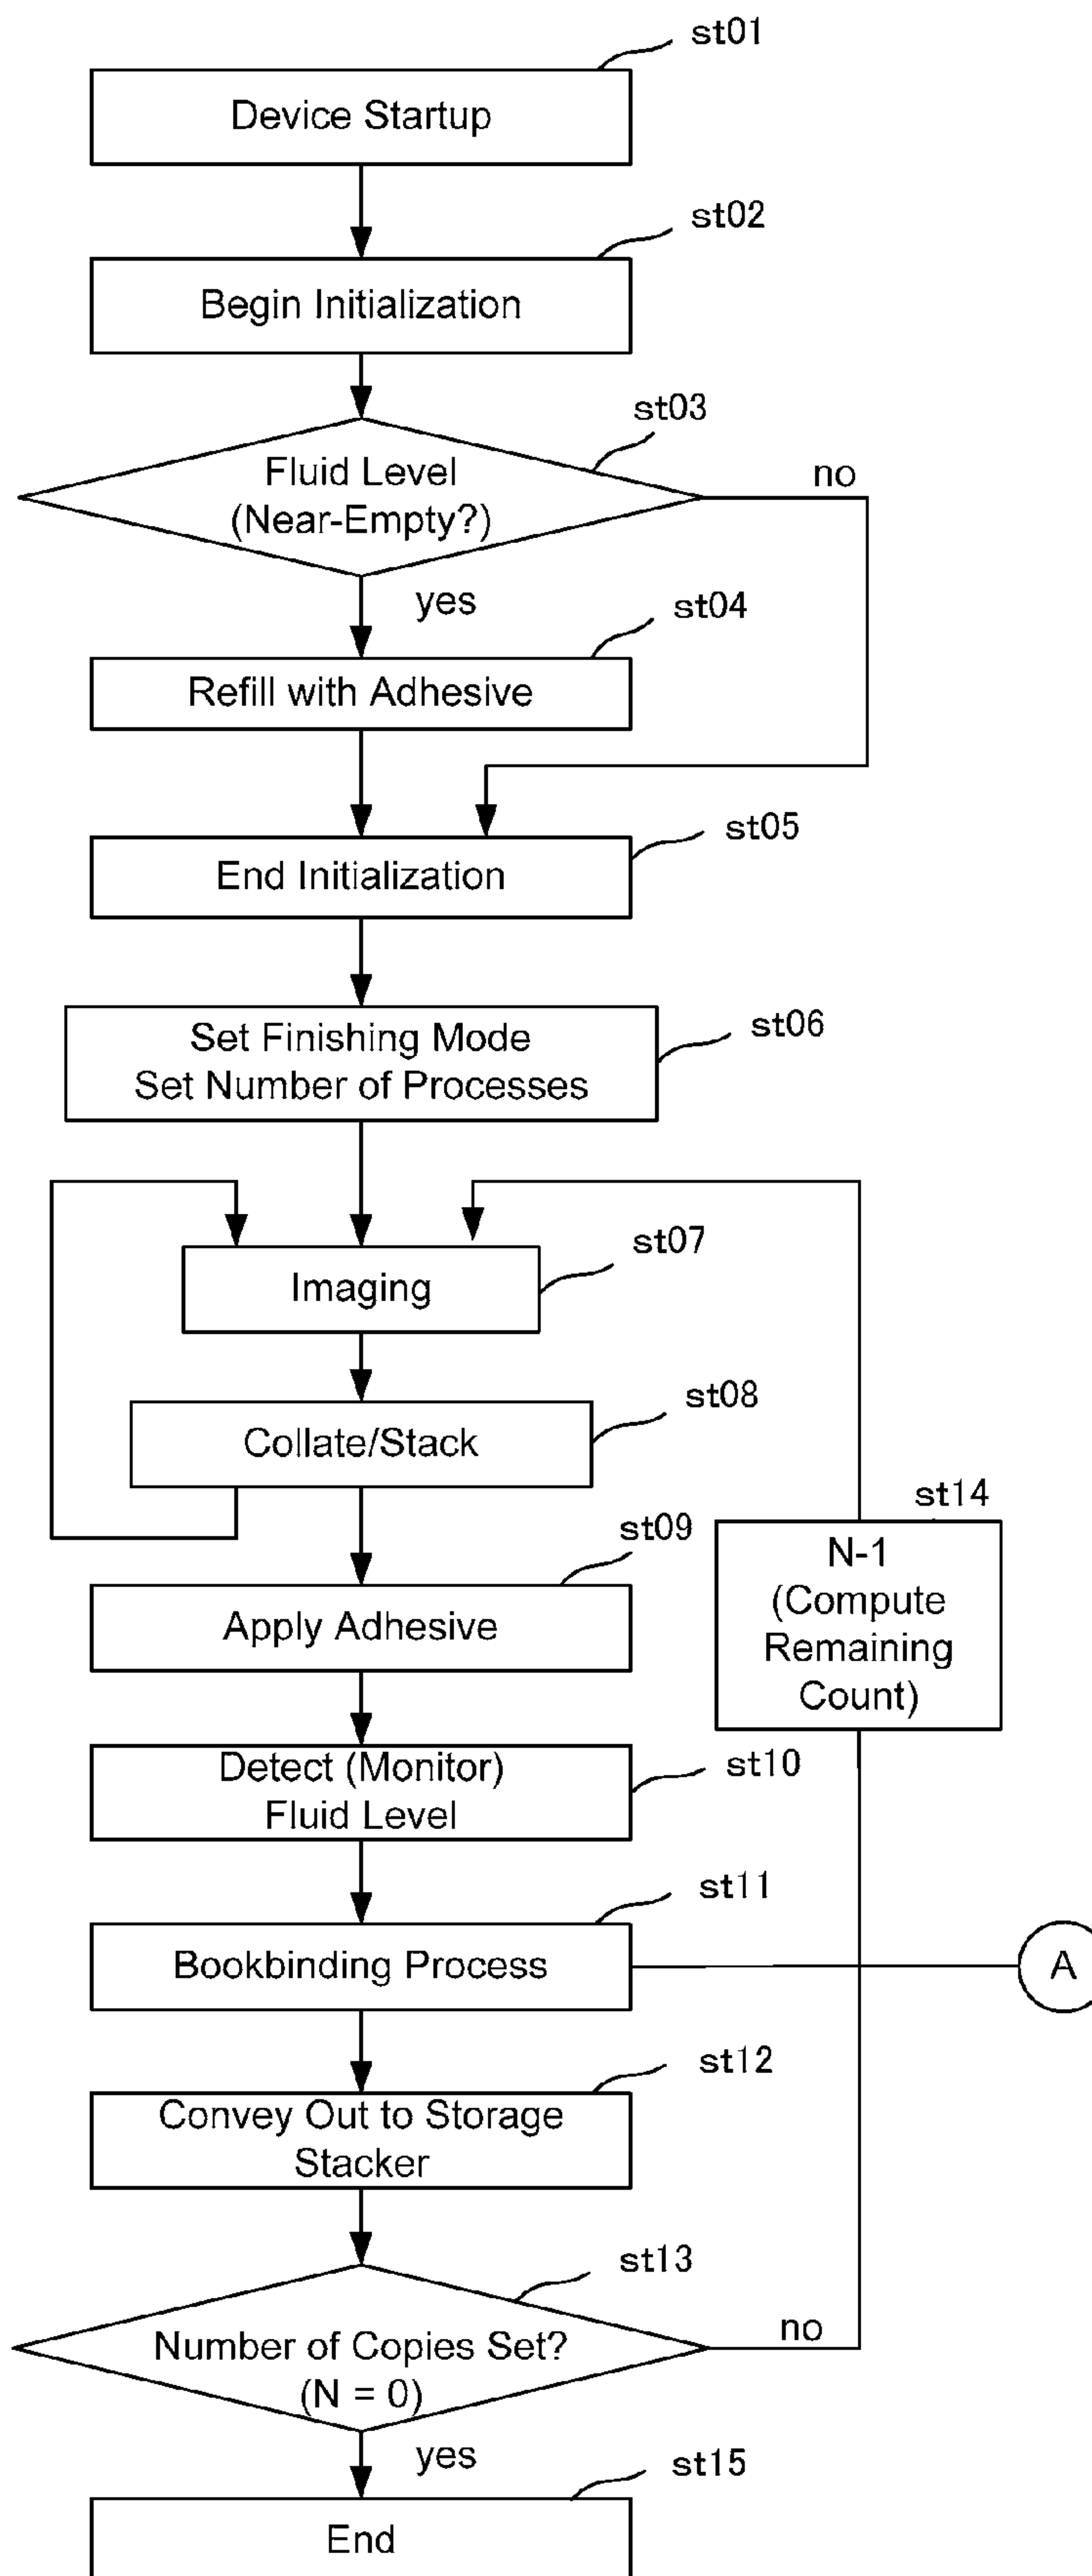 st01
Device Startup
st02
Begin Initialization
st03
Fluid Level
(Near-Empty?)
no
yes
st04
Refill with Adhesive
st05
End Initialization
st06
Set Finishing Mode
Set Number of Processes
st07
Imaging
st08
Collate/Stack
st09
Apply Adhesive
st14
N-1
(Compute
Remaining
Count)
st10
Detect (Monitor)
Fluid Level
st11
Bookbinding Process
A
st12
Convey Out to Storage
Stacker
st13
Number of Copies Set?
(N = 0)
no
yes
st15
End